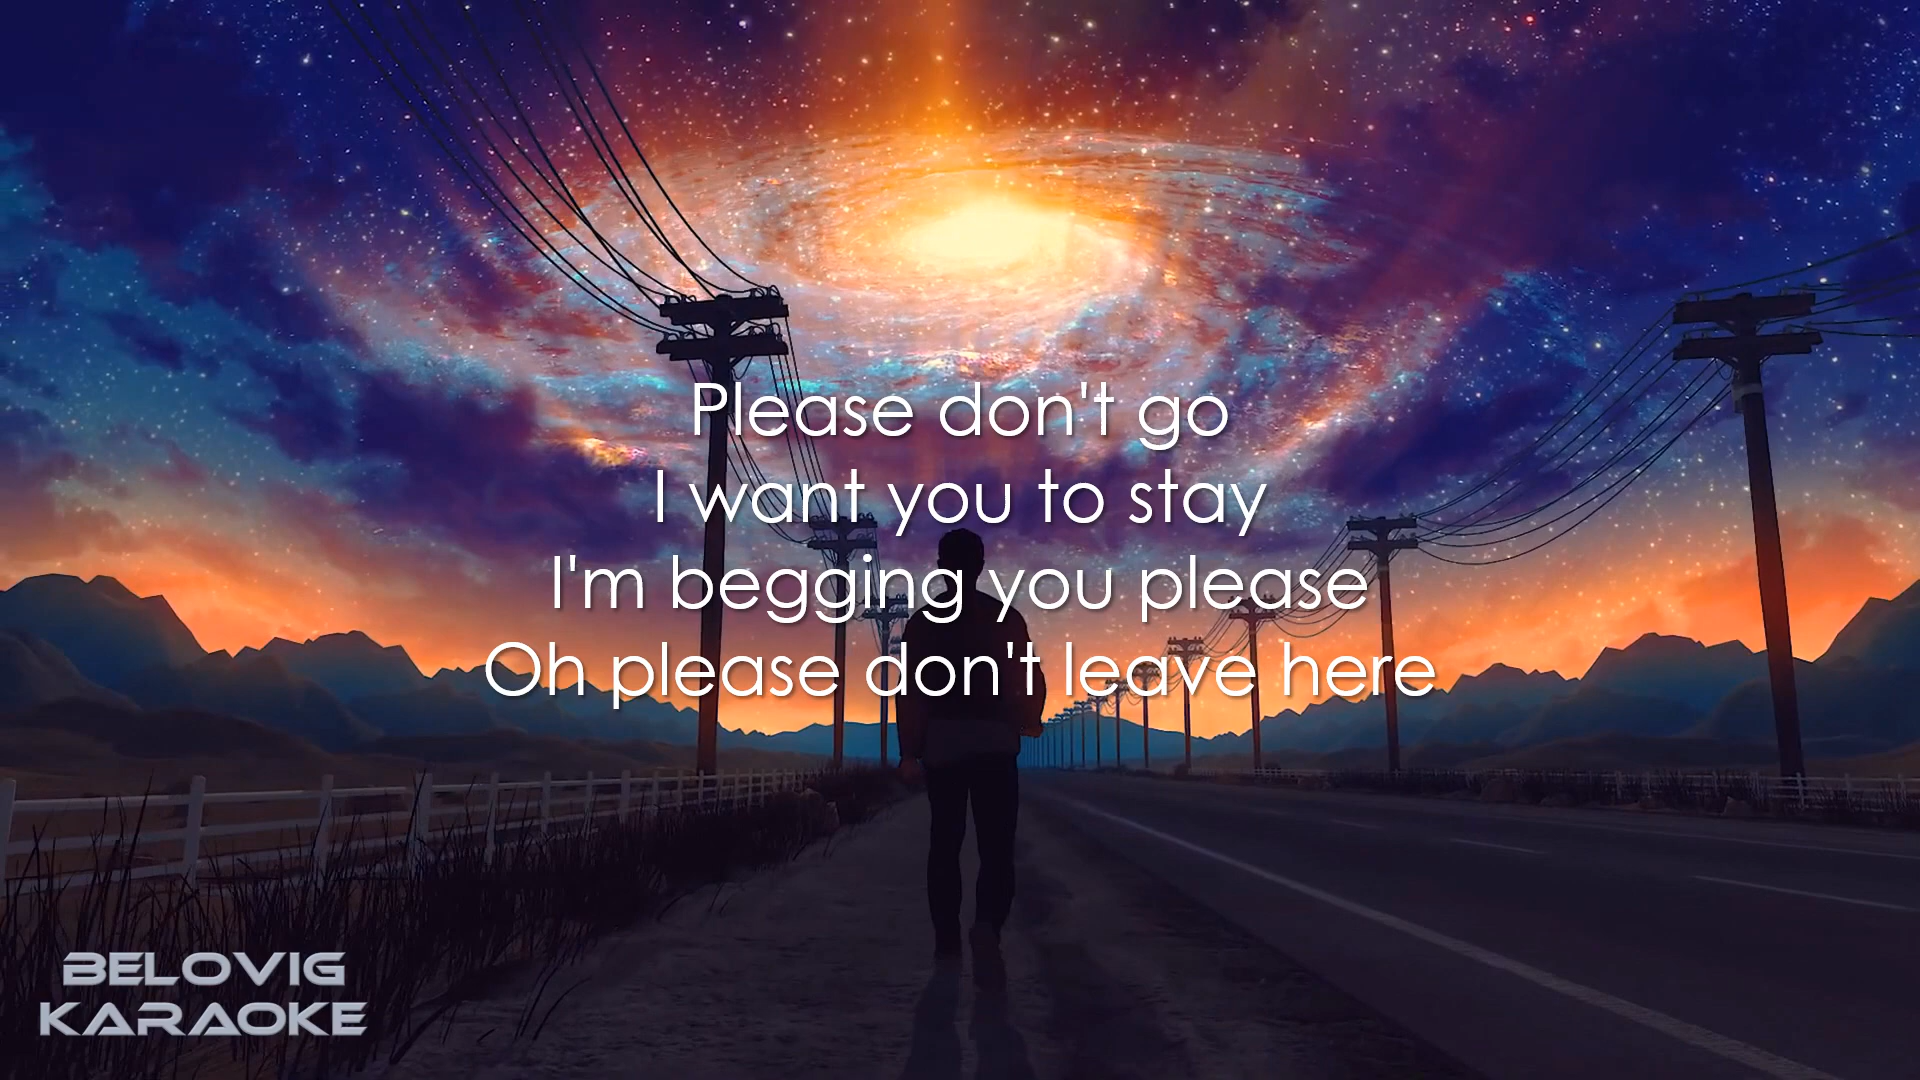 Please don't go
I want you to stay
I'm begging you please
Oh please don't leave here
BELOVIG
KARAOKE